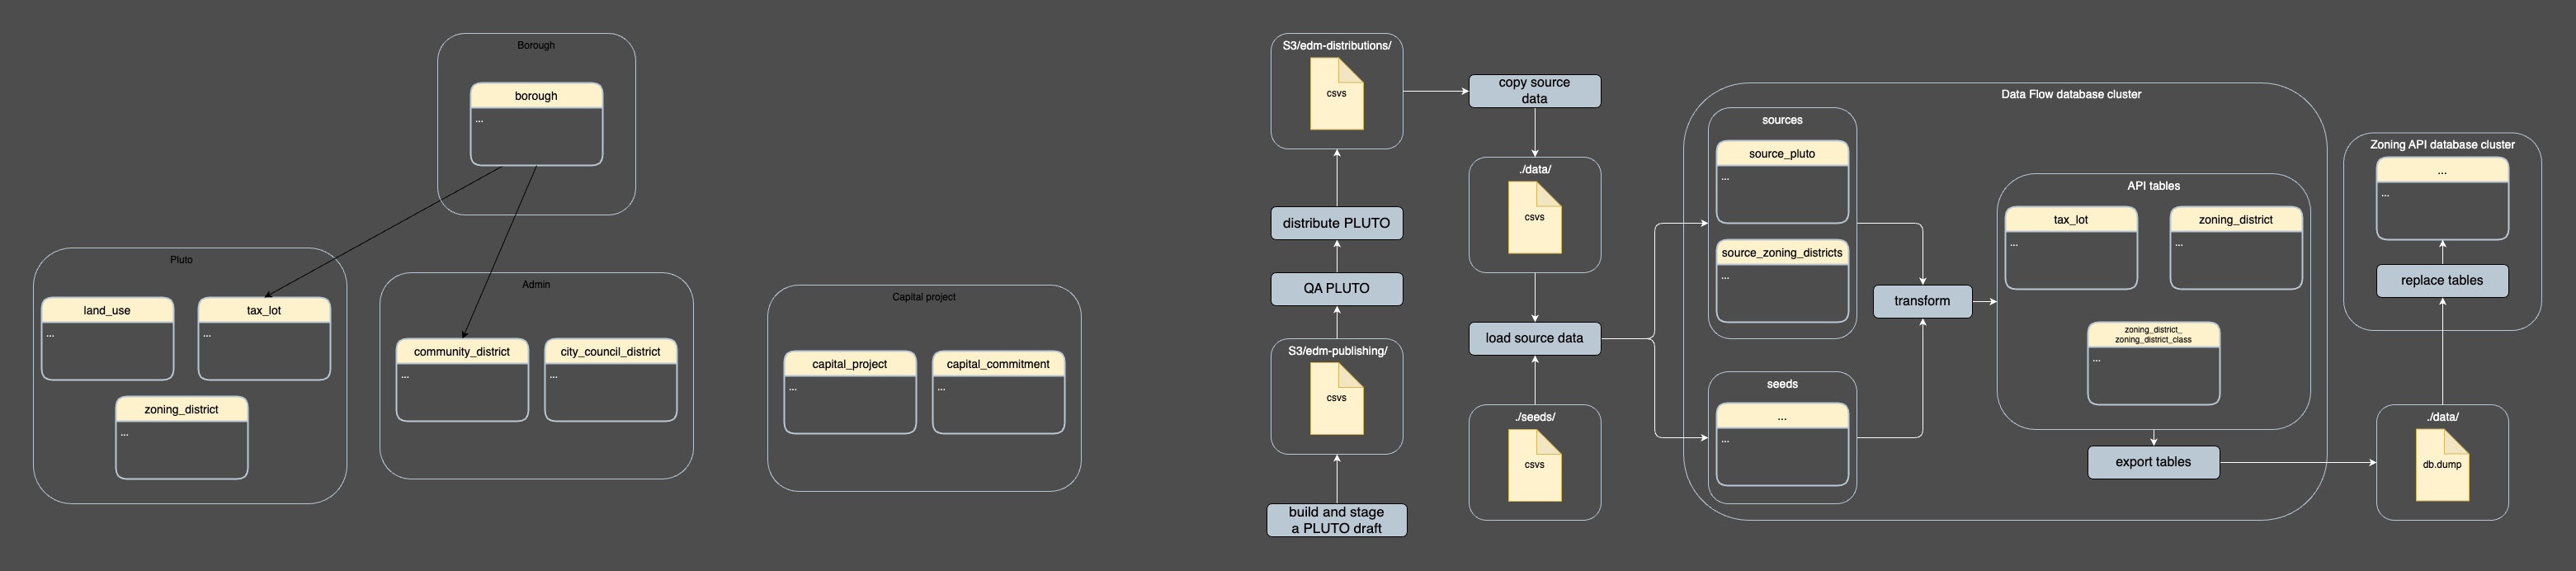 Borough
borough
...
Pluto
land_use
...
tax_lot
...
zoning_district
...
Admin
community_district
...
city_council_district
...
Capital project
capital_project
...
capital_commitment
...
S3/edm-distributions/
csvs
distribute PLUTO
QA PLUTO
S3/edm-publishing/
csvs
build and stage
a PLUTO draft
copy source
data
./data/
csvs
load source data
./seeds/
csvs
Data Flow database cluster
sources
source_pluto
...
source_zoning_districts
...
seeds
...
...
transform
API tables
tax_lot
...
zoning_district
...
zoning_district_
zoning_district_class
...
export tables
Zoning API database cluster
...
...
replace tables
./data/
db.dump